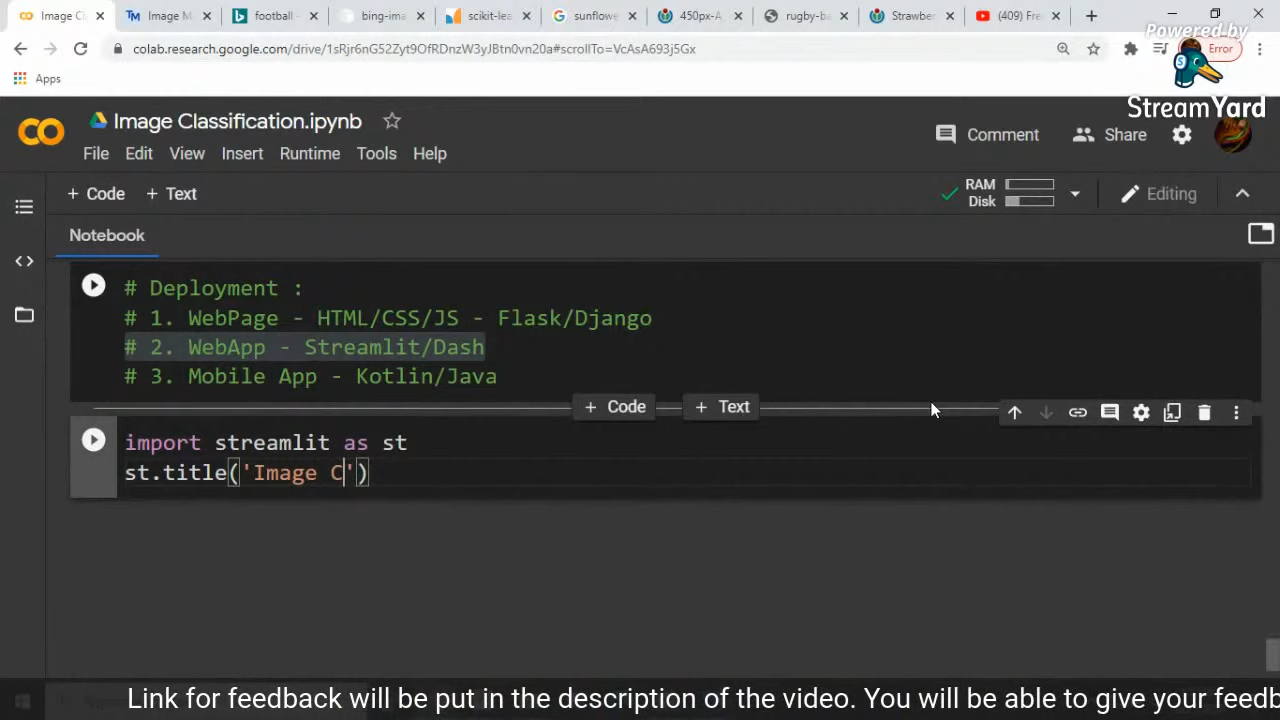 Image Cl
Image Mo
football -
bing-ima
scikit-lea
sunflowe
450px-A
rugby-ba
Strawbe
(409) Fre
colab.research.google.com/drive/1sRjr6nG52Zyt9OfRDnzW3yJBtn0vn20a#scrollTo=VcAsA693j5Gx
Error
Powered by
StreamYard
Apps
Image Classification.ipynb
File Edit View Insert Runtime Tools Help
Comment Share
+ Code + Text
RAM
Disk
Editing
Notebook
# Deployment :
# 1. WebPage - HTML/CSS/JS - Flask/Django
# 2. WebApp - Streamlit/Dash
# 3. Mobile App - Kotlin/Java
+ Code + Text
import streamlit as st
st.title('Image C')
Link for feedback will be put in the description of the video. You will be able to give your feedb